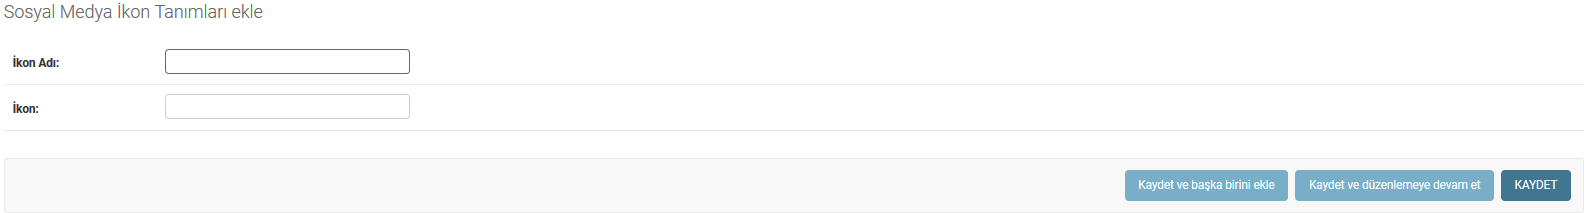 Sosyal Medya İkon Tanımları ekle
İkon Adı:
İkon:
Kaydet ve başka birini ekle Kaydet ve düzenlemeye devam et KAYDET